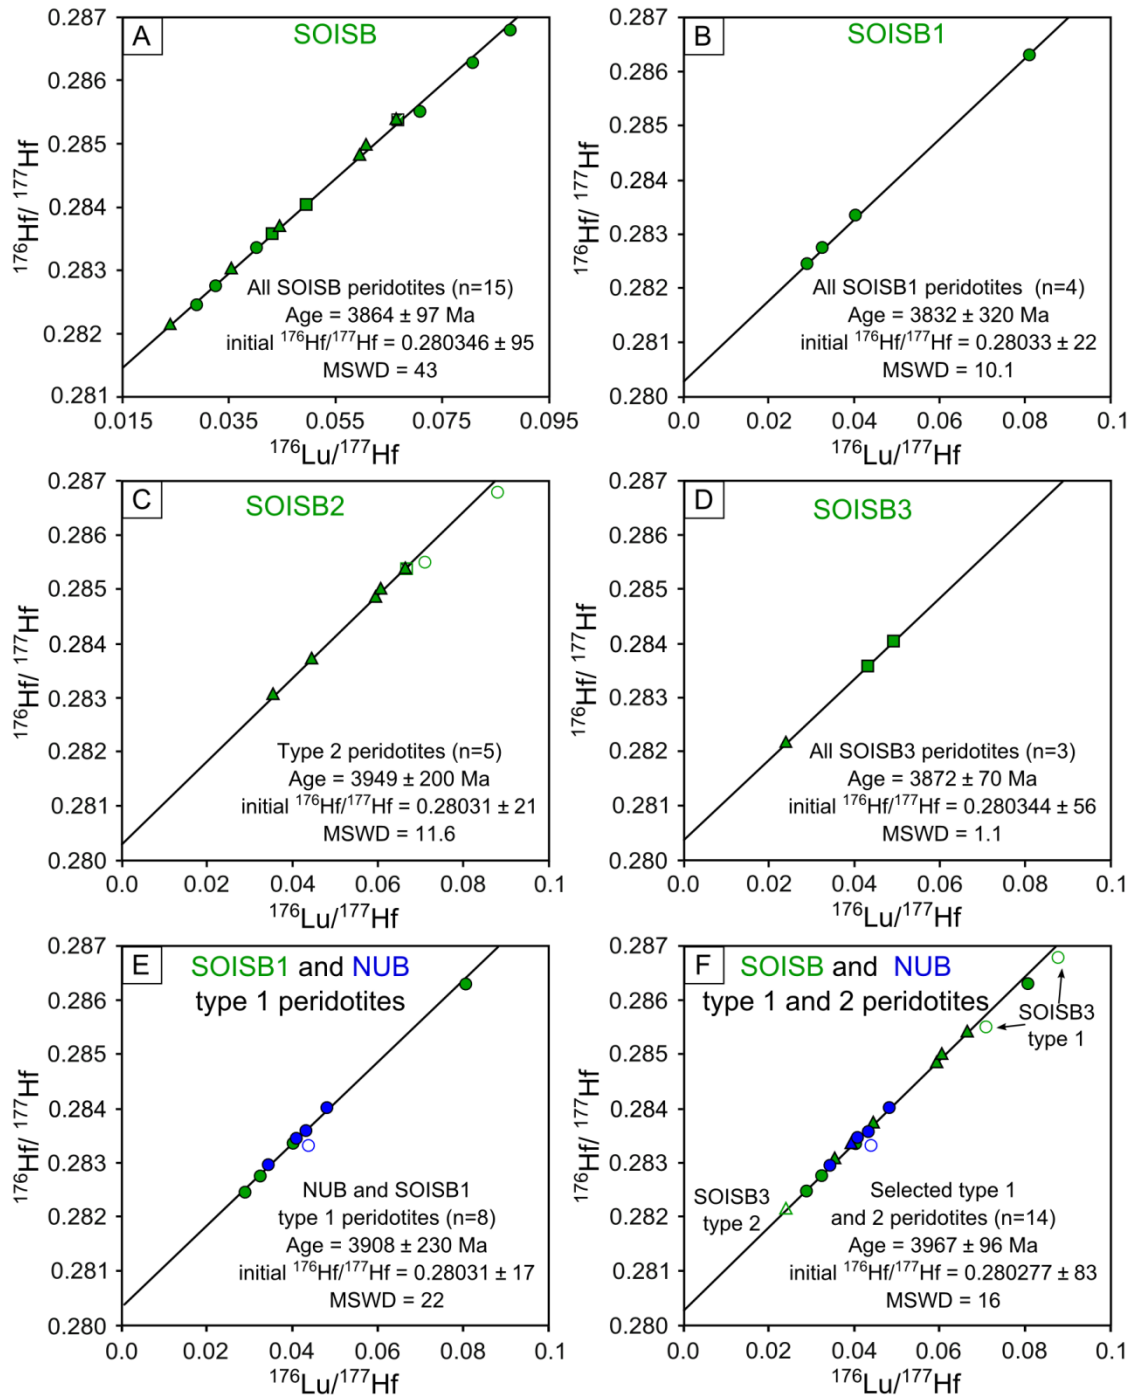 A
SOISB
0.287
0.286
0.285
0.284
0.283
0.282
0.281
¹⁷⁶Hf/ ¹⁷⁷Hf
All SOISB peridotites (n=15)
Age = 3864 ± 97 Ma
initial ¹⁷⁶Hf/¹⁷⁷Hf = 0.280346 ± 95
MSWD = 43
0.015 0.035 0.055 0.075 0.095
¹⁷⁶Lu/¹⁷⁷Hf
B
SOISB1
0.287
0.286
0.285
0.284
0.283
0.282
0.281
0.280
¹⁷⁶Hf/ ¹⁷⁷Hf
All SOISB1 peridotites (n=4)
Age = 3832 ± 320 Ma
initial ¹⁷⁶Hf/¹⁷⁷Hf = 0.28033 ± 22
MSWD = 10.1
0.0 0.02 0.04 0.06 0.08 0.1
¹⁷⁶Lu/¹⁷⁷Hf
C
SOISB2
0.287
0.286
0.285
0.284
0.283
0.282
0.281
0.280
¹⁷⁶Hf/ ¹⁷⁷Hf
Type 2 peridotites (n=5)
Age = 3949 ± 200 Ma
initial ¹⁷⁶Hf/¹⁷⁷Hf = 0.28031 ± 21
MSWD = 11.6
0.0 0.02 0.04 0.06 0.08 0.1
¹⁷⁶Lu/¹⁷⁷Hf
D
SOISB3
0.287
0.286
0.285
0.284
0.283
0.282
0.281
0.280
¹⁷⁶Hf/ ¹⁷⁷Hf
All SOISB3 peridotites (n=3)
Age = 3872 ± 70 Ma
initial ¹⁷⁶Hf/¹⁷⁷Hf = 0.280344 ± 56
MSWD = 1.1
0.0 0.02 0.04 0.06 0.08 0.1
¹⁷⁶Lu/¹⁷⁷Hf
E
SOISB1 and NUB
type 1 peridotites
0.287
0.286
0.285
0.284
0.283
0.282
0.281
0.280
¹⁷⁶Hf/ ¹⁷⁷Hf
NUB and SOISB1
type 1 peridotites (n=8)
Age = 3908 ± 230 Ma
initial ¹⁷⁶Hf/¹⁷⁷Hf = 0.28031 ± 17
MSWD = 22
0.0 0.02 0.04 0.06 0.08 0.1
¹⁷⁶Lu/¹⁷⁷Hf
F
SOISB and NUB
type 1 and 2 peridotites
0.287
0.286
0.285
0.284
0.283
0.282
0.281
0.280
¹⁷⁶Hf/ ¹⁷⁷Hf
SOISB3
type 1
SOISB3
type 2
Selected type 1
and 2 peridotites (n=14)
Age = 3967 ± 96 Ma
initial ¹⁷⁶Hf/¹⁷⁷Hf = 0.280277 ± 83
MSWD = 16
0.0 0.02 0.04 0.06 0.08 0.1
¹⁷⁶Lu/¹⁷⁷Hf